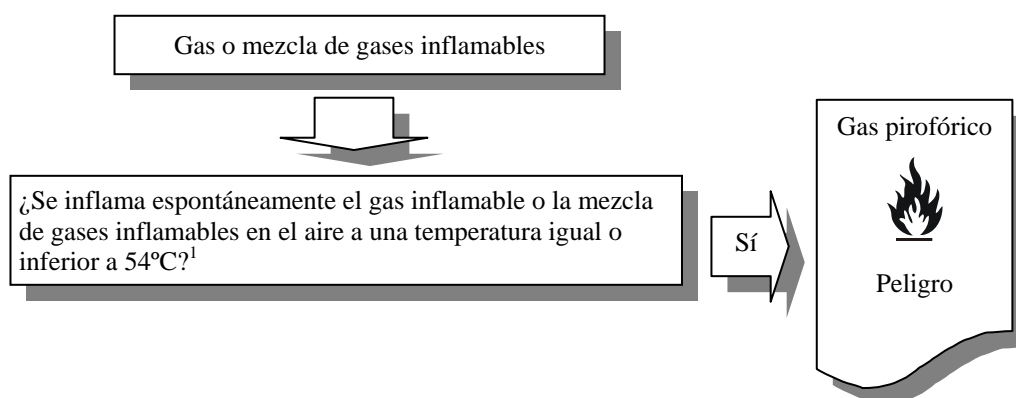 Gas o mezcla de gases inflamables
¿Se inflama espontáneamente el gas inflamable o la mezcla
de gases inflamables en el aire a una temperatura igual o
inferior a 54ºC?¹
Sí
Gas pirofórico
Peligro